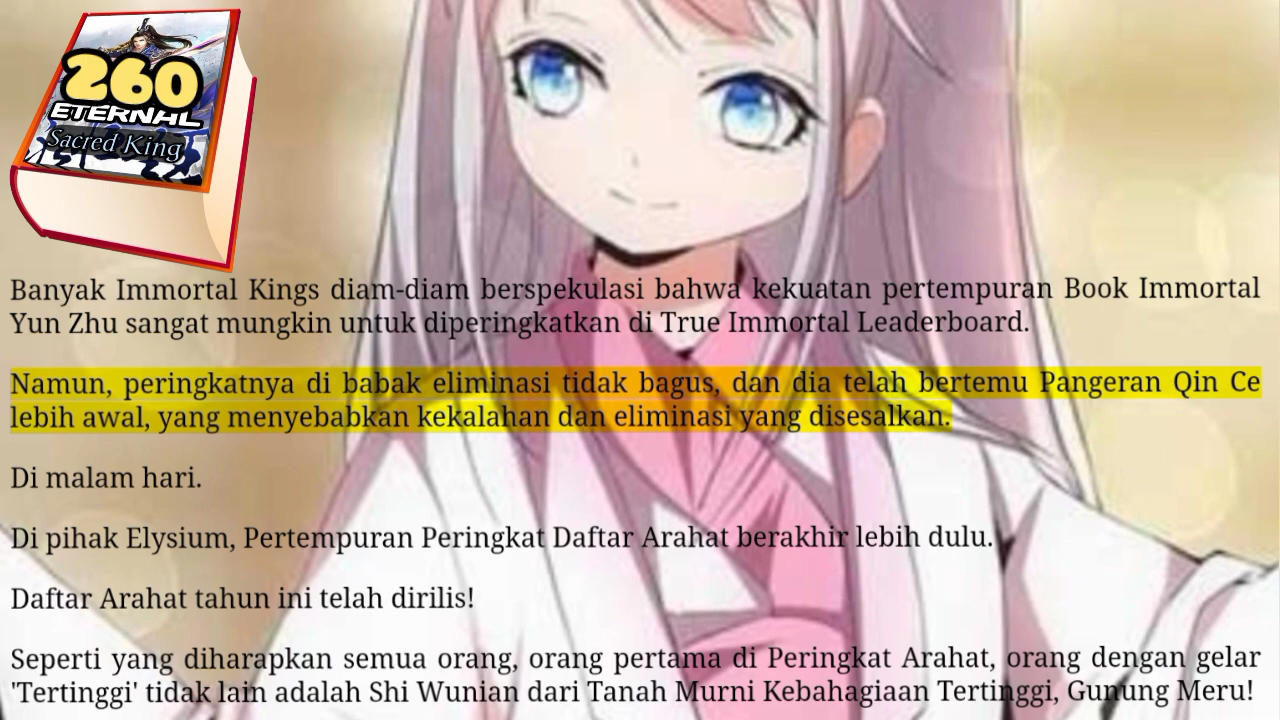 260
ETERNAL
Sacred King
Banyak Immortal Kings diam-diam berspekulasi bahwa kekuatan pertempuran Book Immortal
Yun Zhu sangat mungkin untuk diperingkatkan di True Immortal Leaderboard.
Namun, peringkatnya di babak eliminasi tidak bagus, dan dia telah bertemu Pangeran Qin Ce
lebih awal, yang menyebabkan kekalahan dan eliminasi yang disesalkan.
Di malam hari.
Di pihak Elysium, Pertempuran Peringkat Daftar Arahat berakhir lebih dulu.
Daftar Arahat tahun ini telah dirilis!
Seperti yang diharapkan semua orang, orang pertama di Peringkat Arahat, orang dengan gelar
'Tertinggi' tidak lain adalah Shi Wunian dari Tanah Murni Kebahagiaan Tertinggi, Gunung Meru!